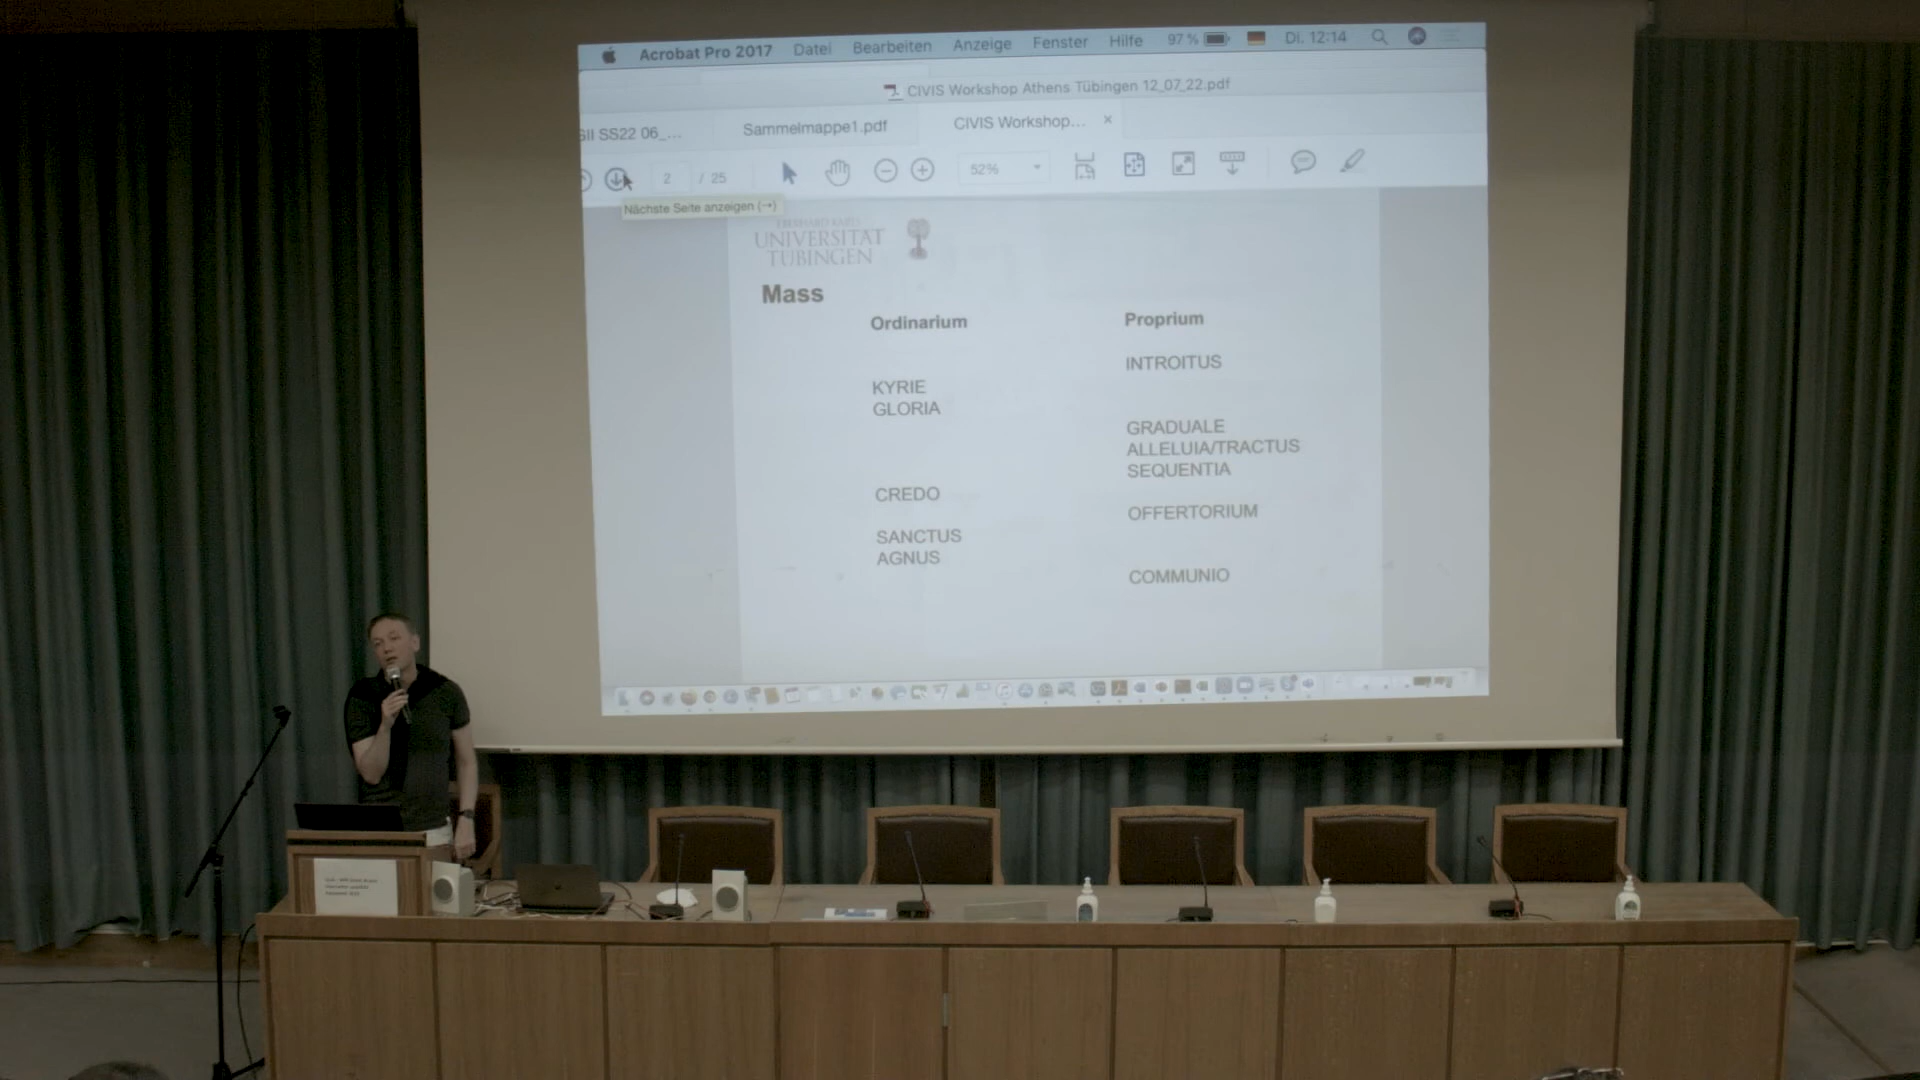 Acrobat Pro 2017 Datei Bearbeiten Anzeige Fenster Hilfe 97 % Di. 12:14
CIVIS Workshop Athens Tübingen 12_07_22.pdf
SS22 06_... Sammelmappe1.pdf CIVIS Workshop... ×
2 / 25 52%
Nächste Seite anzeigen (→)
UNIVERSITÄT
TÜBINGEN
Mass
Ordinarium Proprium
INTROITUS
KYRIE
GLORIA
GRADUALE
ALLELUIA/TRACTUS
SEQUENTIA
CREDO
OFFERTORIUM
SANCTUS
AGNUS
COMMUNIO